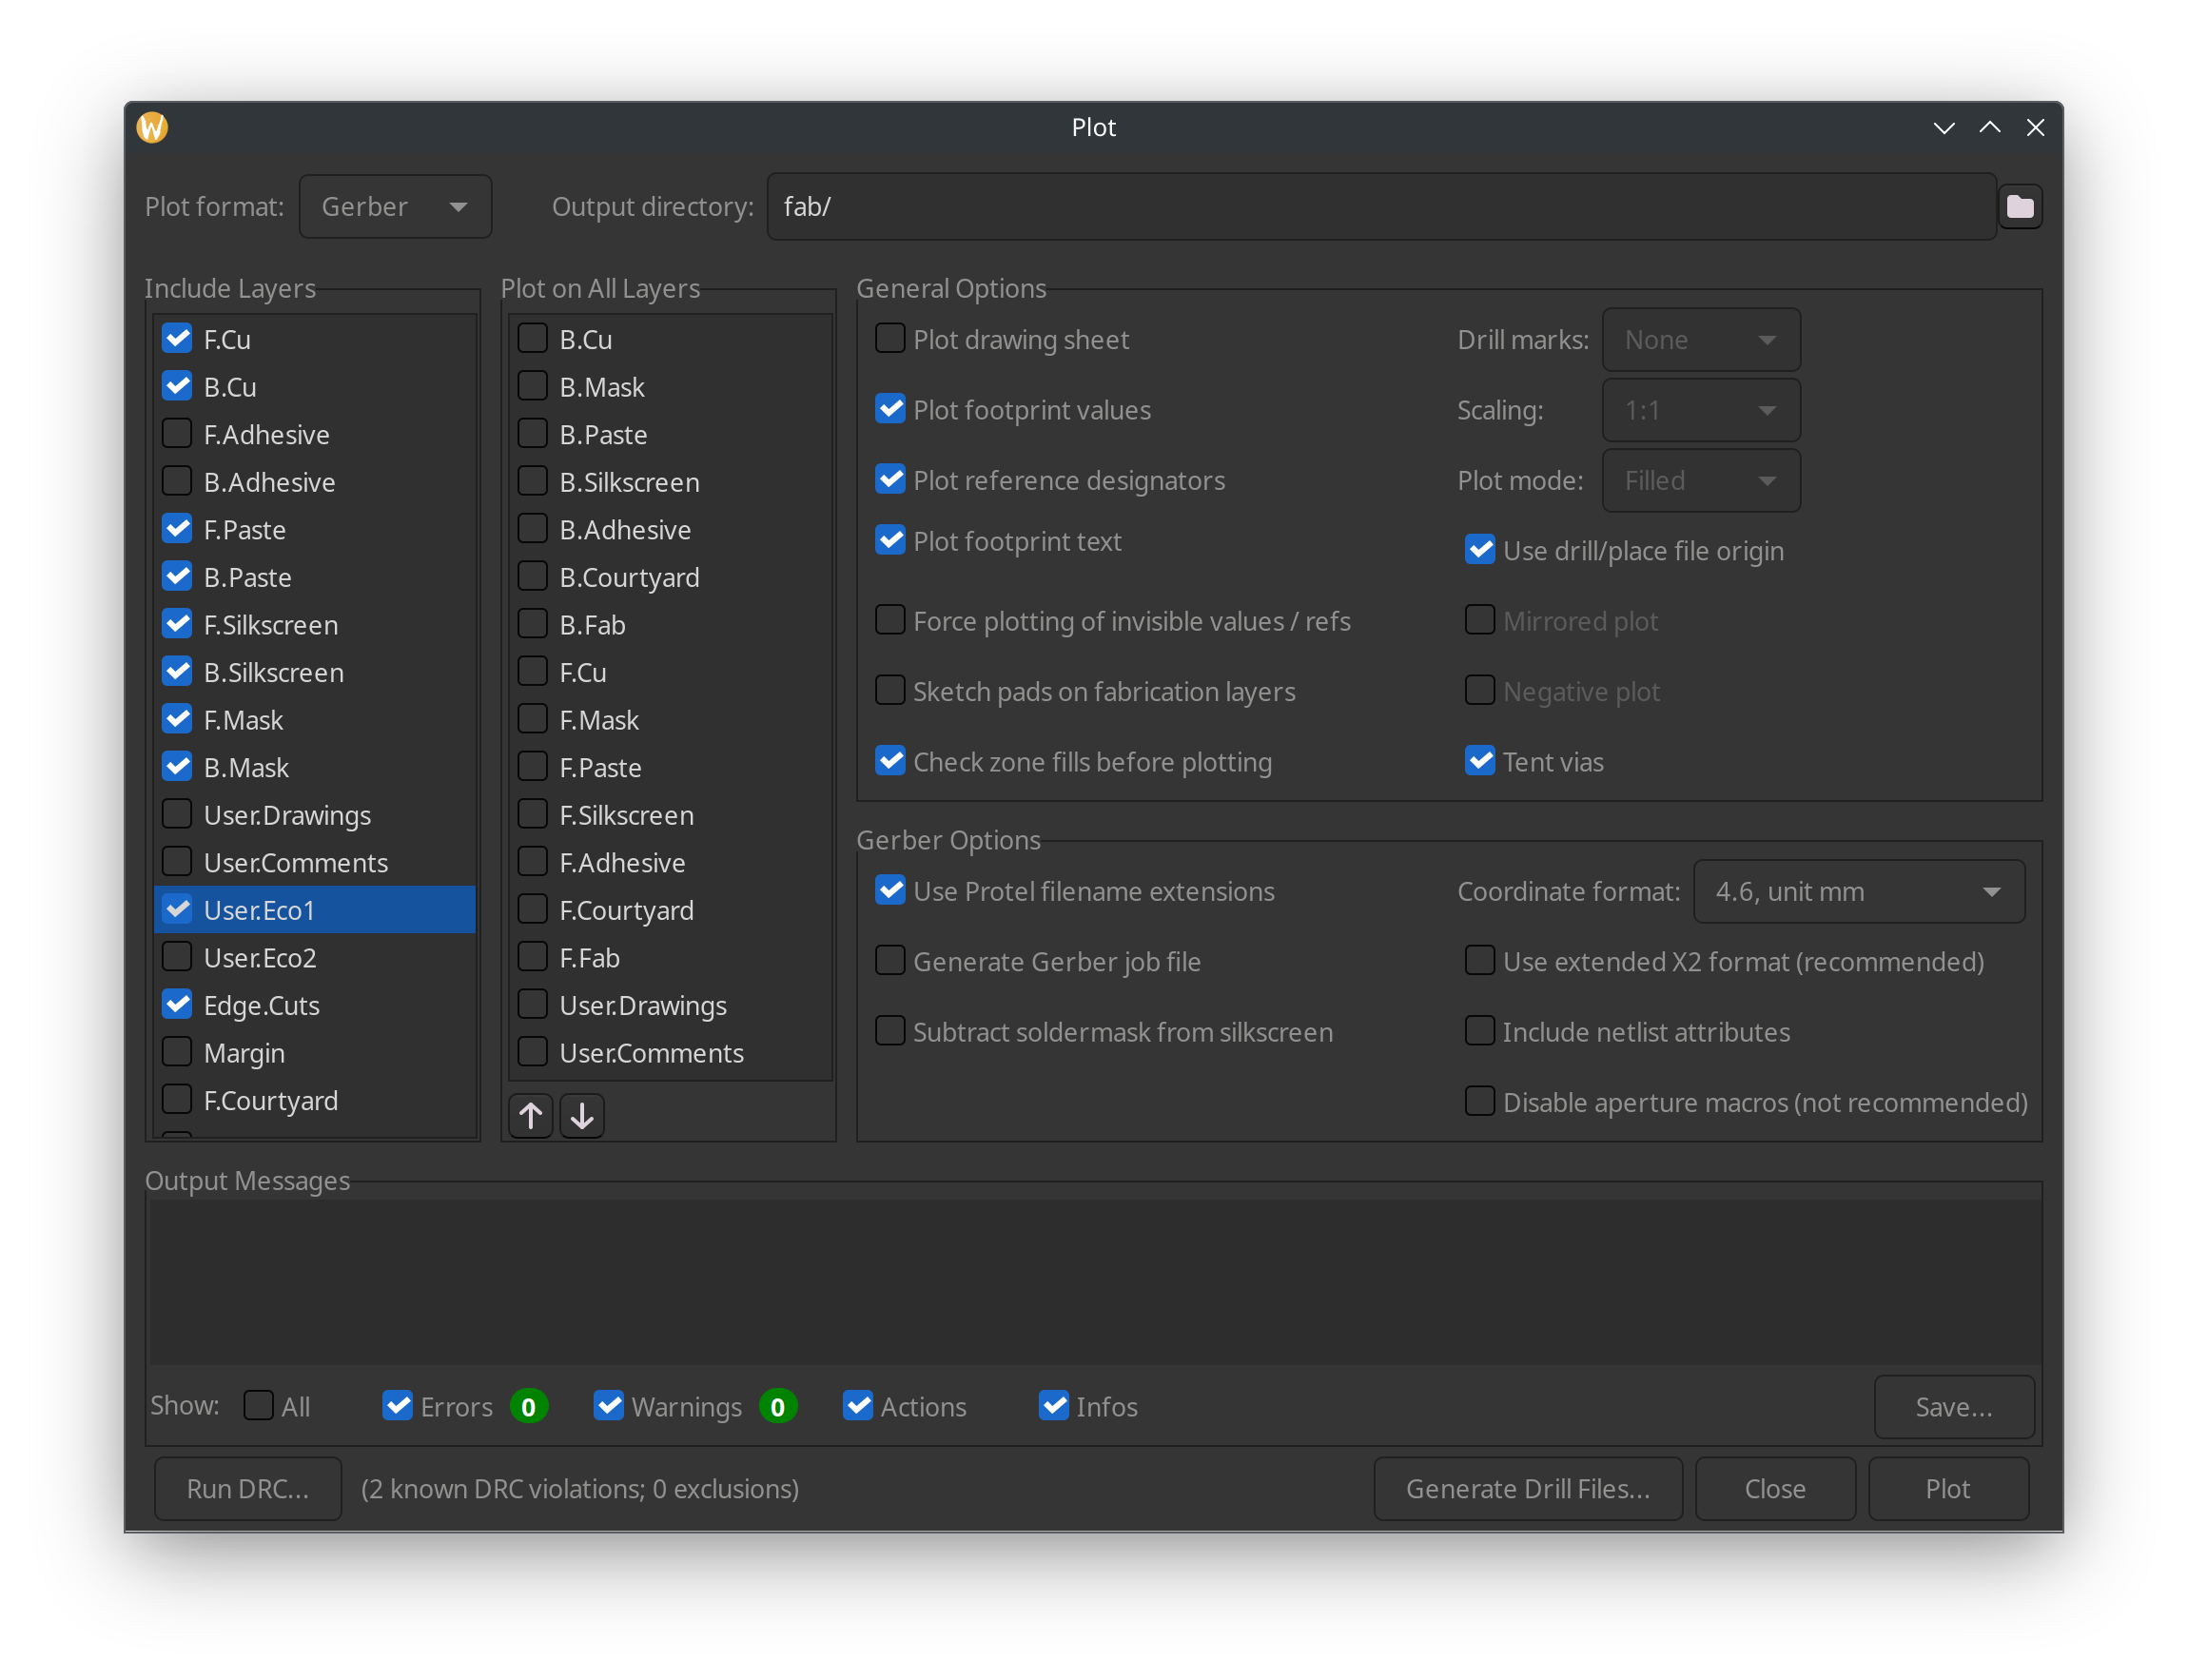 Plot
Plot format: Gerber
Output directory: fab/
Include Layers
F.Cu
B.Cu
F.Adhesive
B.Adhesive
F.Paste
B.Paste
F.Silkscreen
B.Silkscreen
F.Mask
B.Mask
User.Drawings
User.Comments
User.Eco1
User.Eco2
Edge.Cuts
Margin
F.Courtyard
Plot on All Layers
B.Cu
B.Mask
B.Paste
B.Silkscreen
B.Adhesive
B.Courtyard
B.Fab
F.Cu
F.Mask
F.Paste
F.Silkscreen
F.Adhesive
F.Courtyard
F.Fab
User.Drawings
User.Comments
General Options
Plot drawing sheet
Plot footprint values
Plot reference designators
Plot footprint text
Force plotting of invisible values / refs
Sketch pads on fabrication layers
Check zone fills before plotting
Drill marks: None
Scaling: 1:1
Plot mode: Filled
Use drill/place file origin
Mirrored plot
Negative plot
Tent vias
Gerber Options
Use Protel filename extensions
Generate Gerber job file
Subtract soldermask from silkscreen
Coordinate format: 4.6, unit mm
Use extended X2 format (recommended)
Include netlist attributes
Disable aperture macros (not recommended)
Output Messages
Show: All Errors 0 Warnings 0 Actions Infos Save...
Run DRC... (2 known DRC violations; 0 exclusions) Generate Drill Files... Close Plot